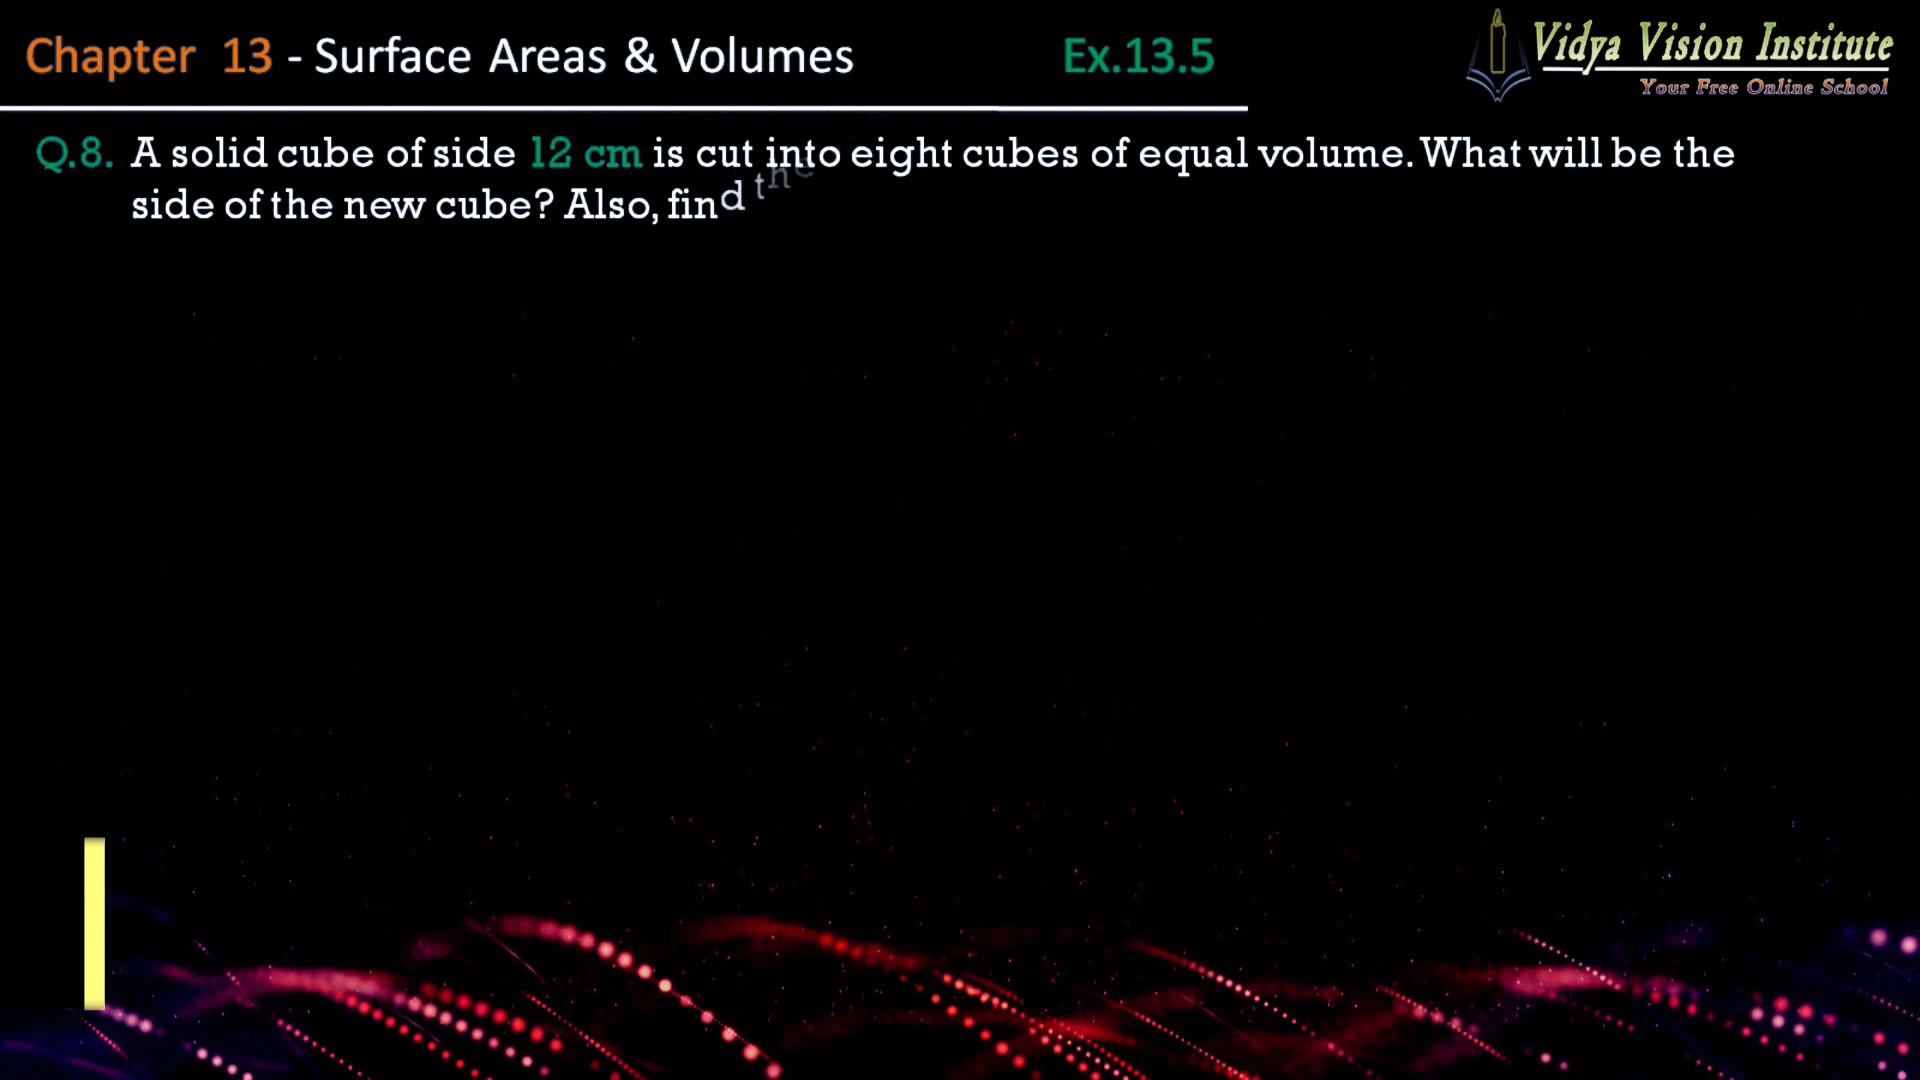 Chapter 13 - Surface Areas & Volumes
Ex.13.5
Vidya Vision Institute
Your Free Online School
Q.8. A solid cube of side 12 cm is cut into eight cubes of equal volume. What will be the
side of the new cube? Also, find the